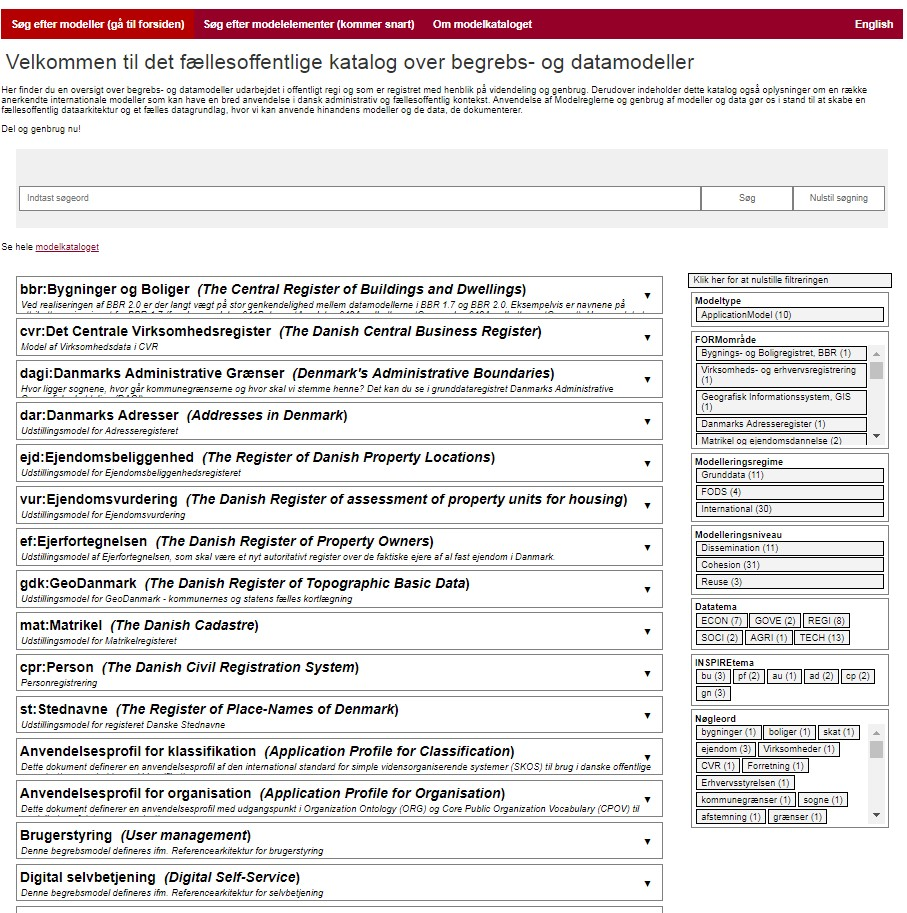 Søg efter modeller (gå til forsiden) Søg efter modelelementer (kommer snart) Om modelkataloget English
Velkommen til det fællesoffentlige katalog over begrebs- og datamodeller
Her finder du en oversigt over begrebs- og datamodeller udarbejdet i offentligt regi og som er registret med henblik på videndeling og genbrug. Derudover indeholder dette katalog også oplysninger om en række
anerkendte internationale modeller som kan have en bred anvendelse i dansk administrativ og fællesoffentlig kontekst. Anvendelse af Modelreglerne og genbrug af modeller og data gør os i stand til at skabe en
fællesoffentlig dataarkitektur og et fælles datagrundlag, hvor vi kan anvende hinandens modeller og de data, de dokumenterer.
Del og genbrug nu!
Indtast søgeord Søg Nulstil søgning
Se hele modelkataloget
bbr:Bygninger og Boliger (The Central Register of Buildings and Dwellings)
Ved realiseringen af BBR 2.0 er der langt vægt på stor genkendelighed mellem datamodellerne i BBR 1.7 og BBR 2.0. Eksempelvis er navnene på
cvr:Det Centrale Virksomhedsregister (The Danish Central Business Register)
Model af Virksomhedsdata i CVR
dagi:Danmarks Administrative Grænser (Denmark's Administrative Boundaries)
Hvor ligger sognene, hvor går kommunegrænserne og hvor skal vi stemme henne? Det kan du se i grunddataregistret Danmarks Administrative
dar:Danmarks Adresser (Addresses in Denmark)
Udstillingsmodel for Adresseregisteret
ejd:Ejendomsbeliggenhed (The Register of Danish Property Locations)
Udstillingsmodel for Ejendomsbeliggenhedsregisteret
vur:Ejendomsvurdering (The Danish Register of assessment of property units for housing)
Udstillingsmodel for Ejendomsvurdering
ef:Ejerfortegnelsen (The Danish Register of Property Owners)
Udstillingsmodel af Ejerfortegnelsen, som skal være et nyt autoritativt register over de faktiske ejere af al fast ejendom i Danmark.
gdk:GeoDanmark (The Danish Register of Topographic Basic Data)
Udstillingsmodel for GeoDanmark - kommunernes og statens fælles kortlægning
mat:Matrikel (The Danish Cadastre)
Udstillingsmodel for Matrikelregisteret
cpr:Person (The Danish Civil Registration System)
Personregistrering
st:Stednavne (The Register of Place-Names of Denmark)
Udstillingsmodel for registeret Danske Stednavne
Anvendelsesprofil for klassifikation (Application Profile for Classification)
Dette dokument definerer en anvendelsesprofil af den international standard for simple vidensorganiserende systemer (SKOS) til brug i danske offentlige
Anvendelsesprofil for organisation (Application Profile for Organisation)
Dette dokument definerer en anvendelsesprofil med udgangspunkt i Organization Ontology (ORG) og Core Public Organization Vocabulary (CPOV) til
Brugerstyring (User management)
Denne begrebsmodel defineres ifm. Referencearkitektur for brugerstyring
Digital selvbetjening (Digital Self-Service)
Denne begrebsmodel defineres ifm. Referencearkitektur for selvbetjening
Klik her for at nulstille filtreringen
Modeltype
ApplicationModel (10)
FORMområde
Bygnings- og Boligregistret, BBR (1)
Virksomheds- og erhvervsregistrering
(1)
Geografisk Informationssystem, GIS
(1)
Danmarks Adresseregister (1)
Matrikel og ejendomsdannelse (2)
Modelleringsregime
Grunddata (11)
FODS (4)
International (30)
Modelleringsniveau
Dissemination (11)
Cohesion (31)
Reuse (3)
Datatema
ECON (7) GOVE (2) REGI (8)
SOCI (2) AGRI (1) TECH (13)
INSPIREtema
bu (3) pf (2) au (1) ad (2) cp (2)
gn (3)
Nøgleord
bygninger (1) boliger (1) skat (1)
ejendom (3) Virksomheder (1)
CVR (1) Forretning (1)
Erhvervsstyrelsen (1)
kommunegrænser (1) sogne (1)
afstemning (1) grænser (1)